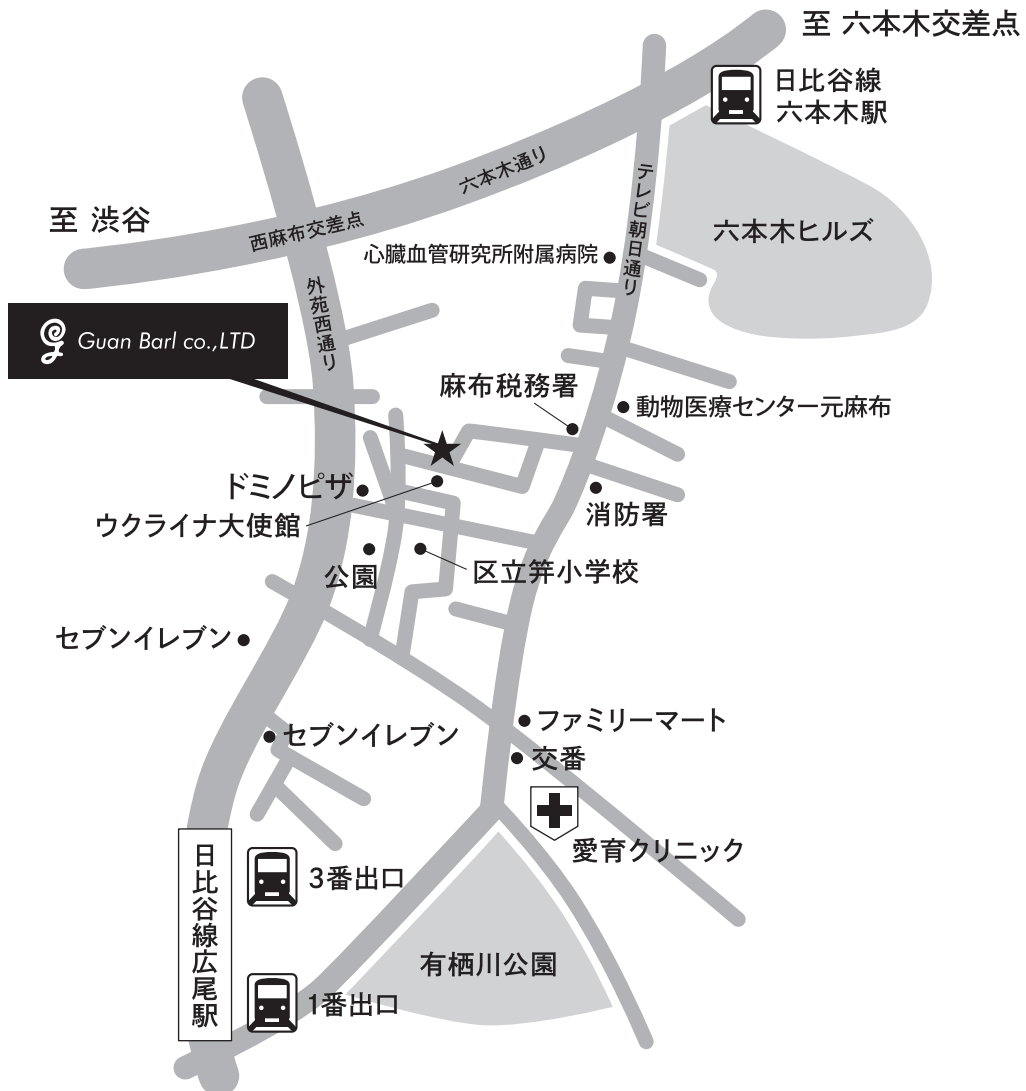 至 六本木交差点
日比谷線
六本木駅
六本木通り
テレビ朝日通り
至 渋谷
西麻布交差点
六本木ヒルズ
心臓血管研究所附属病院
外苑西通り
Guan Barl co.,LTD
麻布税務署
動物医療センター元麻布
ドミノピザ
ウクライナ大使館
消防署
公園
区立笄小学校
セブンイレブン
ファミリーマート
セブンイレブン
交番
愛育クリニック
日比谷線広尾駅
3番出口
有栖川公園
1番出口